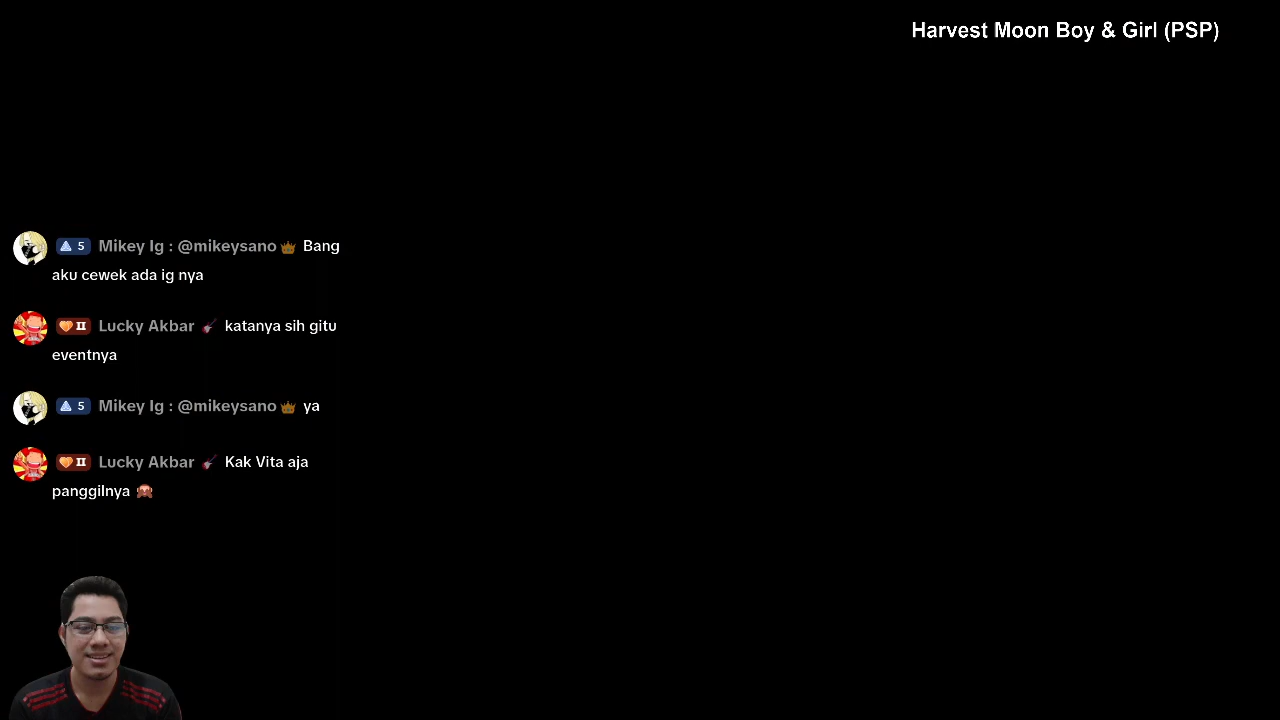 Harvest Moon Boy & Girl (PSP)
5 Mikey Ig : @mikeysano Bang
aku cewek ada ig nya
II Lucky Akbar katanya sih gitu
eventnya
5 Mikey Ig : @mikeysano ya
II Lucky Akbar Kak Vita aja
panggilnya 🙈